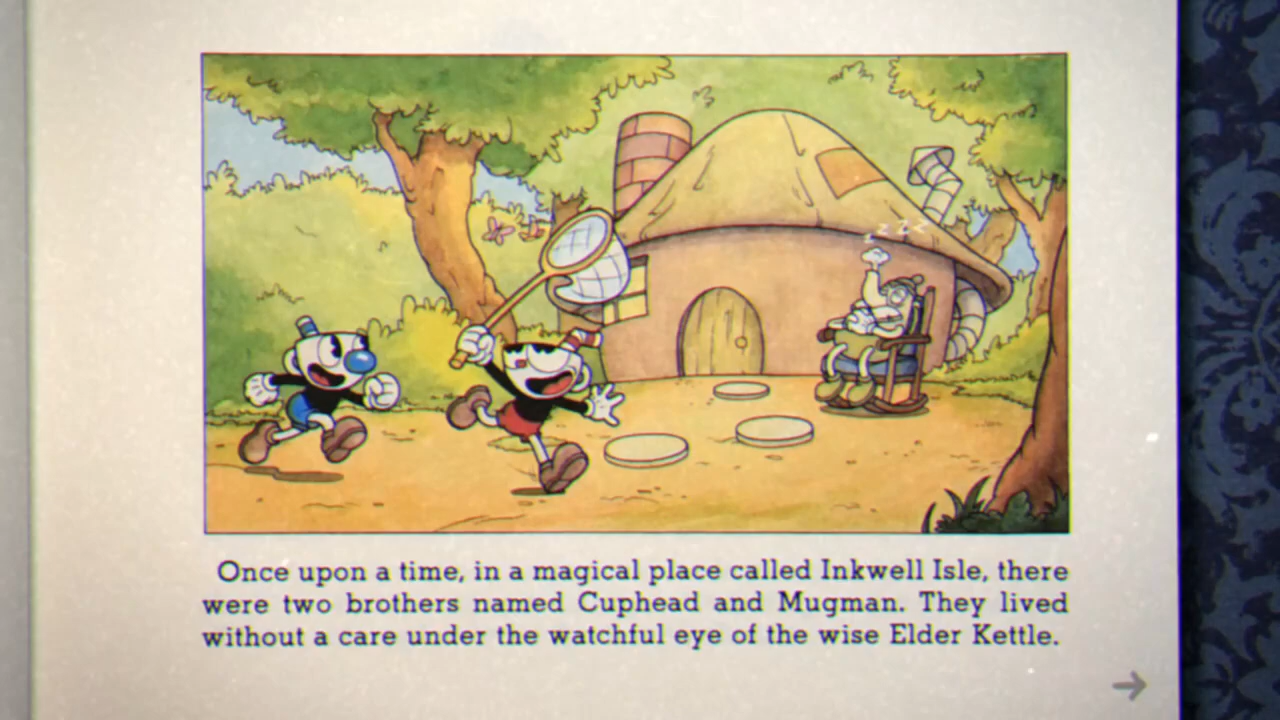 z z z z
Once upon a time, in a magical place called Inkwell Isle, there
were two brothers named Cuphead and Mugman. They lived
without a care under the watchful eye of the wise Elder Kettle.